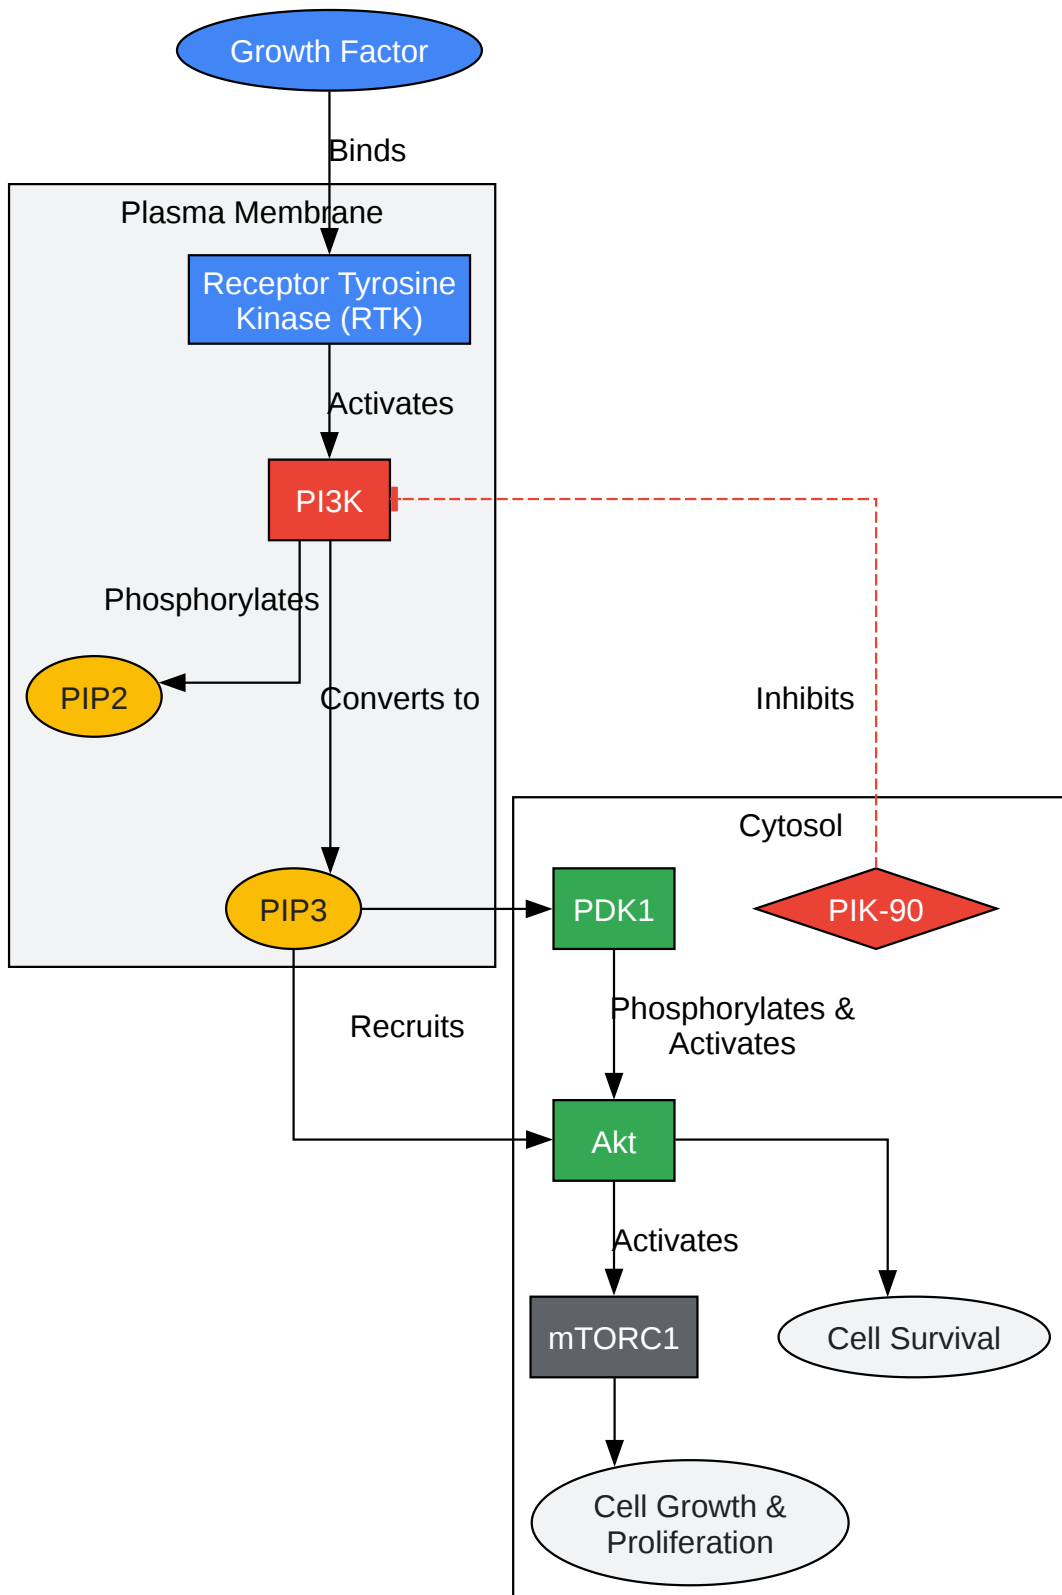 Growth Factor
Binds
Plasma Membrane
Receptor Tyrosine
Kinase (RTK)
Activates
PI3K
Phosphorylates
PIP2
Converts to
Inhibits
Cytosol
PIP3
PDK1
PIK-90
Recruits
Phosphorylates &
Activates
Akt
Activates
mTORC1
Cell Survival
Cell Growth &
Proliferation